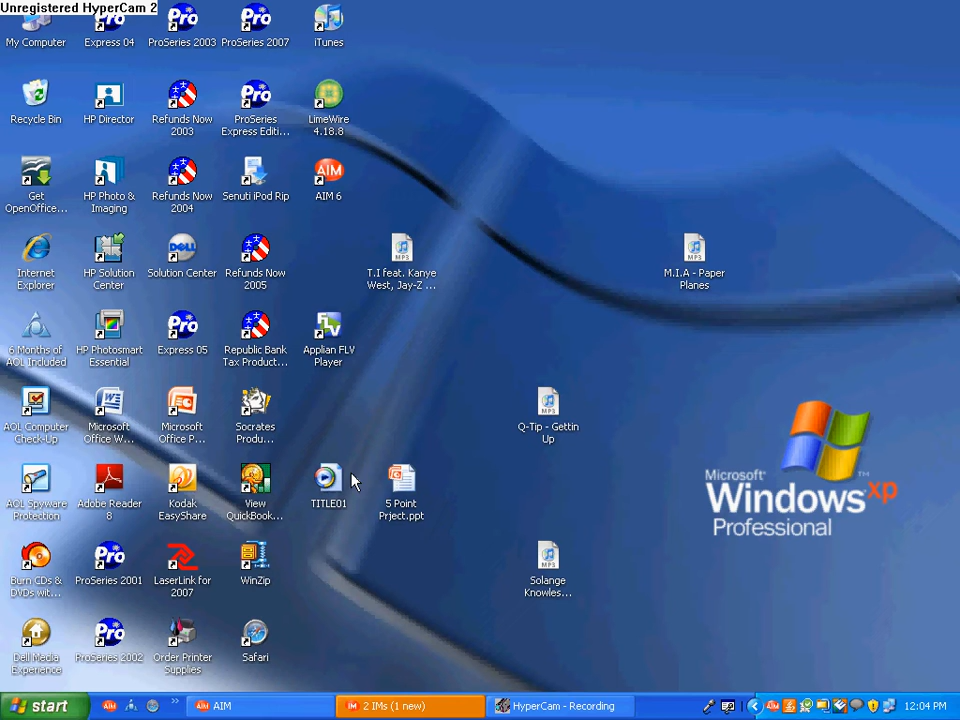 Unregistered HyperCam 2
My Computer
Express 04
ProSeries 2003
ProSeries 2007
iTunes
Recycle Bin
HP Director
Refunds Now
2003
ProSeries
Express Editi...
LimeWire
4.18.8
Get
OpenOffice...
HP Photo &
Imaging
Refunds Now
2004
Senuti iPod Rip
AIM 6
Internet
Explorer
HP Solution
Center
Solution Center
Refunds Now
2005
T.I feat. Kanye
West, Jay-Z ...
M.I.A - Paper
Planes
6 Months of
AOL Included
HP Photosmart
Essential
Express 05
Republic Bank
Tax Product...
Applian FLV
Player
AOL Computer
Check-Up
Microsoft
Office W...
Microsoft
Office P...
Socrates
Produ...
Q-Tip - Gettin
Up
AOL Spyware
Protection
Adobe Reader
8
Kodak
EasyShare
View
QuickBook...
TITLE01
5 Point
Prject.ppt
Microsoft®
Windows xp
Professional
Burn CDs &
DVDs wit...
ProSeries 2001
LaserLink for
2007
WinZip
Solange
Knowles...
Dell Media
Experience
ProSeries 2002
Order Printer
Supplies
Safari
start
AIM
2 IMs (1 new)
HyperCam - Recording
12:04 PM